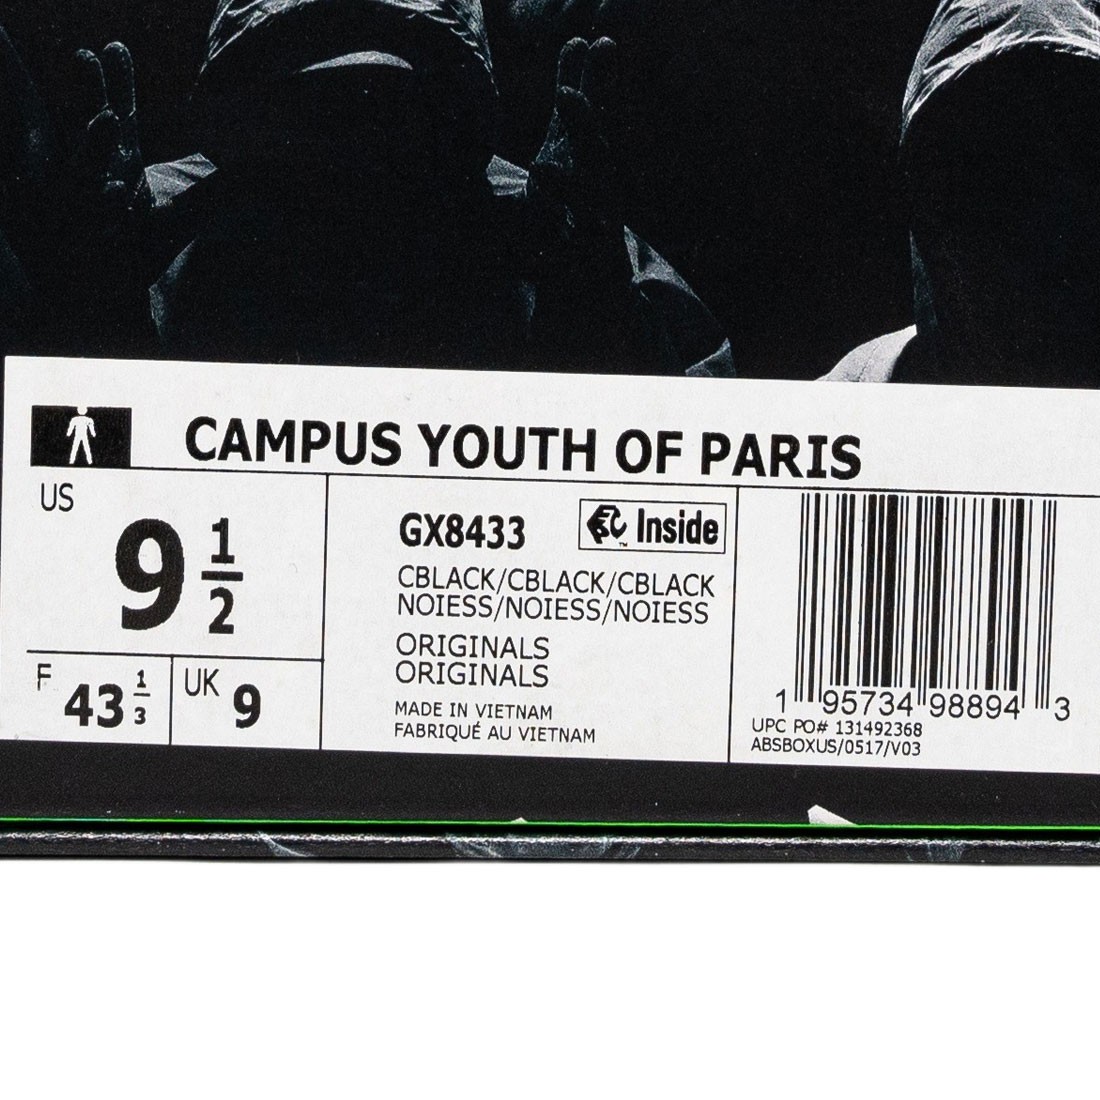 CAMPUS YOUTH OF PARIS
US
9 1/2
F 43 1/3
UK 9
GX8433
Inside
CBLACK/CBLACK/CBLACK
NOIESS/NOIESS/NOIESS
ORIGINALS
ORIGINALS
MADE IN VIETNAM
FABRIQUÉ AU VIETNAM
1 95734 98894 3
UPC PO# 131492368
ABSBOXUS/0517/V03